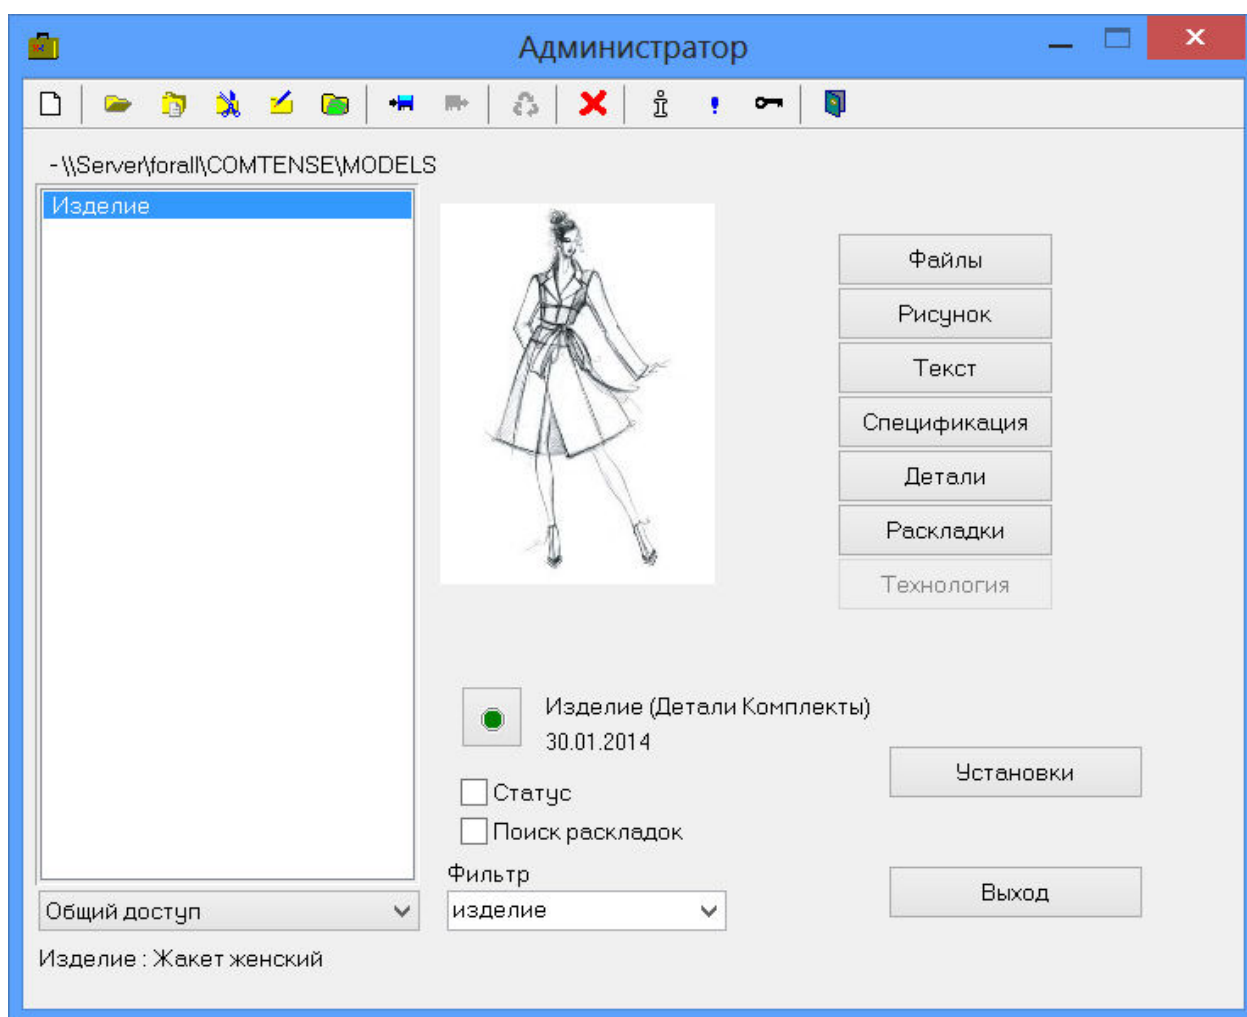 Администратор
- \\Server\forall\COMTENSE\MODELS
Изделие
Файлы
Рисунок
Текст
Спецификация
Детали
Раскладки
Технология
Изделие (Детали Комплекты)
30.01.2014
Установки
Статус
Поиск раскладок
Фильтр
Общий доступ
изделие
Выход
Изделие : Жакет женский